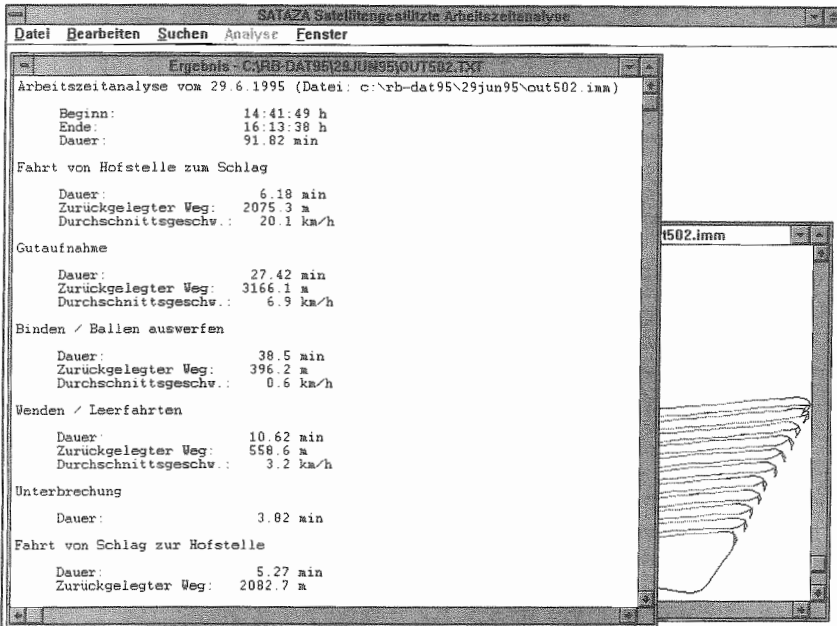 SATAZA Satellitengestützte Arbeitszeitanalyse
Datei Bearbeiten Suchen Analyse Fenster
Ergebnis - C:\RB-DAT95\29JUN95\OUT502.TXT
Arbeitszeitanalyse vom 29.6.1995 (Datei: c:\rb-dat95\29jun95\out502.imm)
Beginn: 14:41:49 h
Ende: 16:13:38 h
Dauer: 91.82 min
Fahrt von Hofstelle zum Schlag
Dauer: 6.18 min
Zurückgelegter Weg: 2075.3 m
Durchschnittsgeschw.: 20.1 km/h
Gutaufnahme
Dauer: 27.42 min
Zurückgelegter Weg: 3166.1 m
Durchschnittsgeschw.: 6.9 km/h
Binden / Ballen auswerfen
Dauer: 38.5 min
Zurückgelegter Weg: 396.2 m
Durchschnittsgeschw.: 0.6 km/h
Wenden / Leerfahrten
Dauer: 10.62 min
Zurückgelegter Weg: 558.6 m
Durchschnittsgeschw.: 3.2 km/h
Unterbrechung
Dauer: 3.82 min
Fahrt von Schlag zur Hofstelle
Dauer: 5.27 min
Zurückgelegter Weg: 2082.7 m
t502.imm